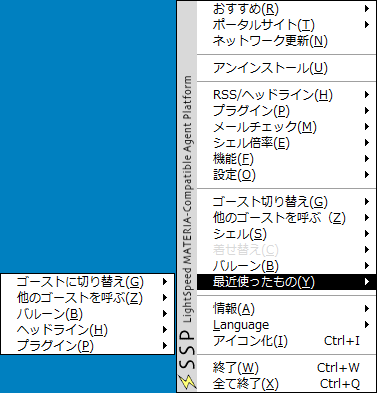 おすすめ(R)
ポータルサイト(T)
ネットワーク更新(N)
アンインストール(U)
RSS/ヘッドライン(H)
プラグイン(P)
メールチェック(M)
シェル倍率(E)
機能(F)
設定(O)
ゴースト切り替え(G)
他のゴーストを呼ぶ(Z)
シェル(S)
着せ替え(C)
バルーン(B)
最近使ったもの(Y)
ゴーストに切り替え(G)
他のゴーストを呼ぶ(Z)
バルーン(B)
ヘッドライン(H)
プラグイン(P)
情報(A)
Language
アイコン化(I) Ctrl+I
終了(W) Ctrl+W
全て終了(X) Ctrl+Q
SSP LightSpeed MATERIA-Compatible Agent Platform